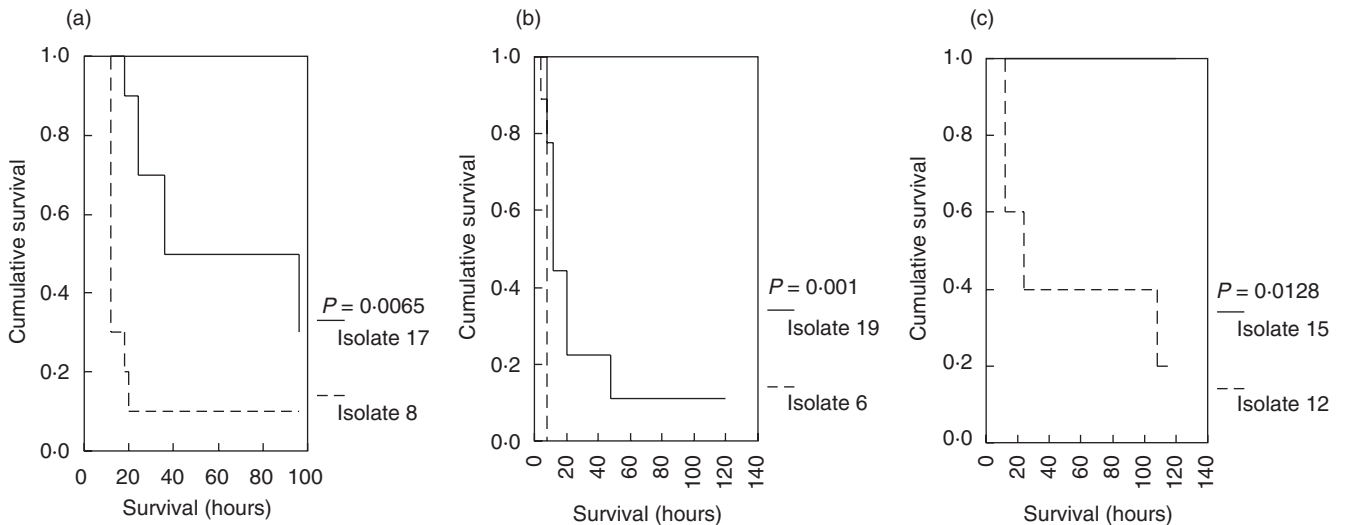 (a)
1·0
0·8
0·6
0·4
0·2
0·0
Cumulative survival
0 20 40 60 80 100
Survival (hours)
P = 0·0065
Isolate 17
Isolate 8
(b)
1·0
0·8
0·6
0·4
0·2
0·0
Cumulative survival
0 20 40 60 80 100 120 140
Survival (hours)
P = 0·001
Isolate 19
Isolate 6
(c)
1·0
0·8
0·6
0·4
0·2
0·0
Cumulative survival
0 20 40 60 80 100 120 140
Survival (hours)
P = 0·0128
Isolate 15
Isolate 12